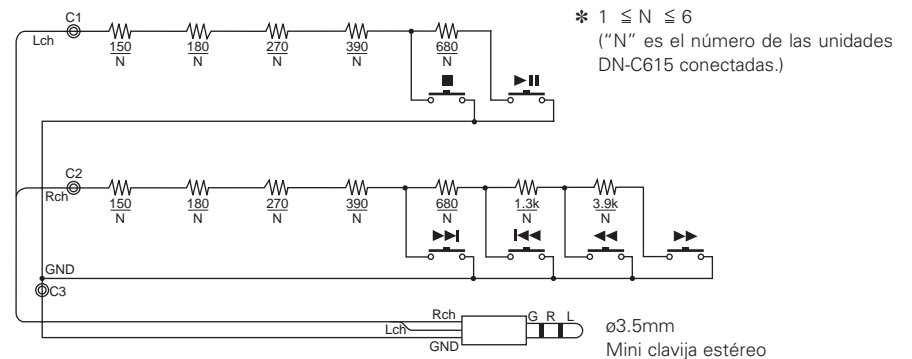 C1
Lch
150 180 270 390 680
N N N N N
✱ 1 ≦ N ≦ 6
(“N” es el número de las unidades
DN-C615 conectadas.)
C2
Rch
150 180 270 390 680 1.3k 3.9k
N N N N N N N
GND
C3
Rch
Lch
GND
G R L
ø3.5mm
Mini clavija estéreo